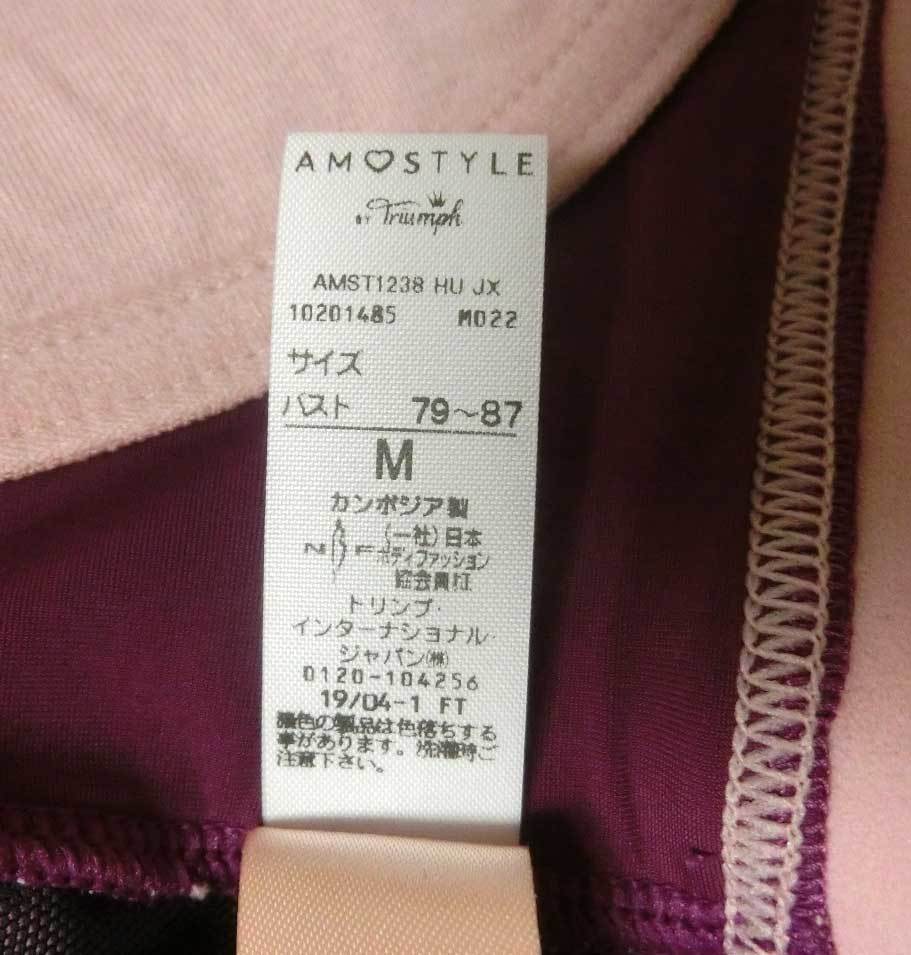 AMOSTYLE
BY Triumph
AMST1238 HU JX
10201485 M022
サイズ
バスト 79~87
M
カンボジア製
NBF (一社)日本
ボディファッション
協会員証
トリンプ・
インターナショナル・
ジャパン(株)
0120-104256
19/04-1 FT
濃色の製品は色落ちする
事があります。洗濯時ご
注意下さい。